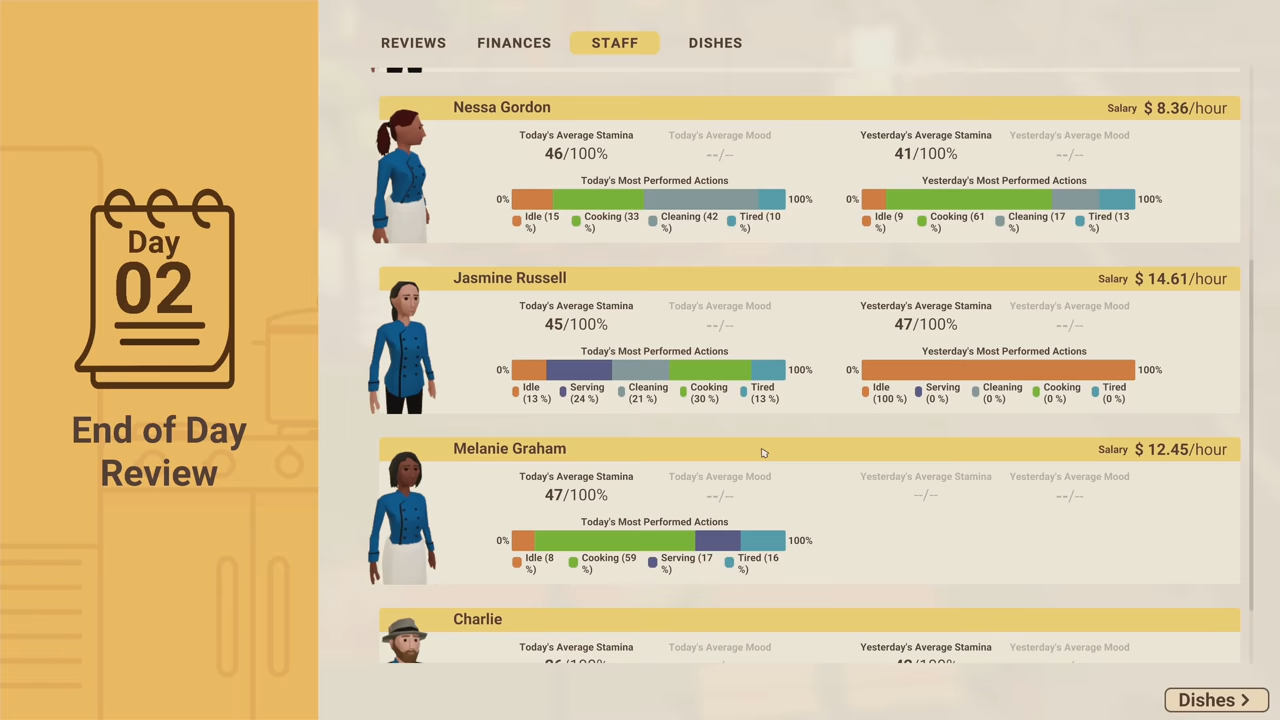 REVIEWS FINANCES STAFF DISHES
Day
02
End of Day
Review
Nessa Gordon Salary $ 8.36/hour
Today's Average Stamina Today's Average Mood Yesterday's Average Stamina Yesterday's Average Mood
46/100% --/-- 41/100% --/--
Today's Most Performed Actions Yesterday's Most Performed Actions
0% 100% 0% 100%
Idle (15 %) Cooking (33 %) Cleaning (42 %) Tired (10 %) Idle (9 %) Cooking (61 %) Cleaning (17 %) Tired (13 %)
Jasmine Russell Salary $ 14.61/hour
Today's Average Stamina Today's Average Mood Yesterday's Average Stamina Yesterday's Average Mood
45/100% --/-- 47/100% --/--
Today's Most Performed Actions Yesterday's Most Performed Actions
0% 100% 0% 100%
Idle (13 %) Serving (24 %) Cleaning (21 %) Cooking (30 %) Tired (13 %) Idle (100 %) Serving (0 %) Cleaning (0 %) Cooking (0 %) Tired (0 %)
Melanie Graham Salary $ 12.45/hour
Today's Average Stamina Today's Average Mood Yesterday's Average Stamina Yesterday's Average Mood
47/100% --/-- --/-- --/--
Today's Most Performed Actions
0% 100%
Idle (8 %) Cooking (59 %) Serving (17 %) Tired (16 %)
Charlie
Today's Average Stamina Today's Average Mood Yesterday's Average Stamina Yesterday's Average Mood
Dishes >